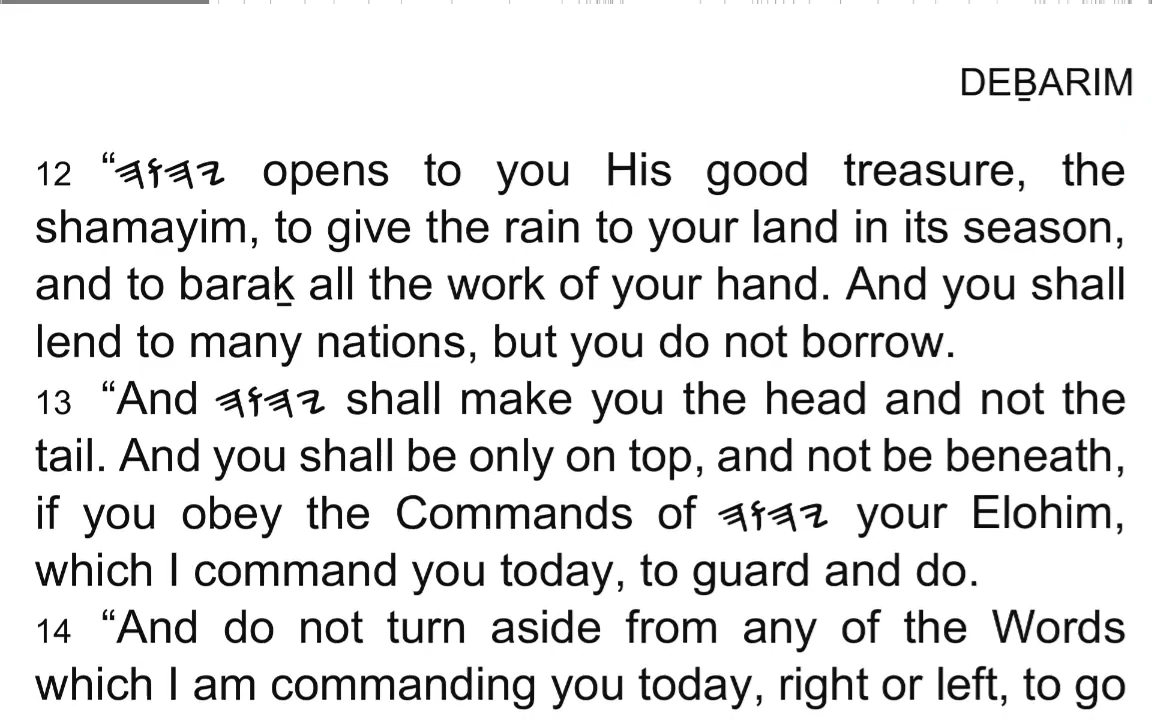 DEḆARIM
12 “𐤉𐤄𐤅𐤄 opens to you His good treasure, the
shamayim, to give the rain to your land in its season,
and to baraḵ all the work of your hand. And you shall
lend to many nations, but you do not borrow.
13 “And 𐤉𐤄𐤅𐤄 shall make you the head and not the
tail. And you shall be only on top, and not be beneath,
if you obey the Commands of 𐤉𐤄𐤅𐤄 your Elohim,
which I command you today, to guard and do.
14 “And do not turn aside from any of the Words
which I am commanding you today, right or left, to go